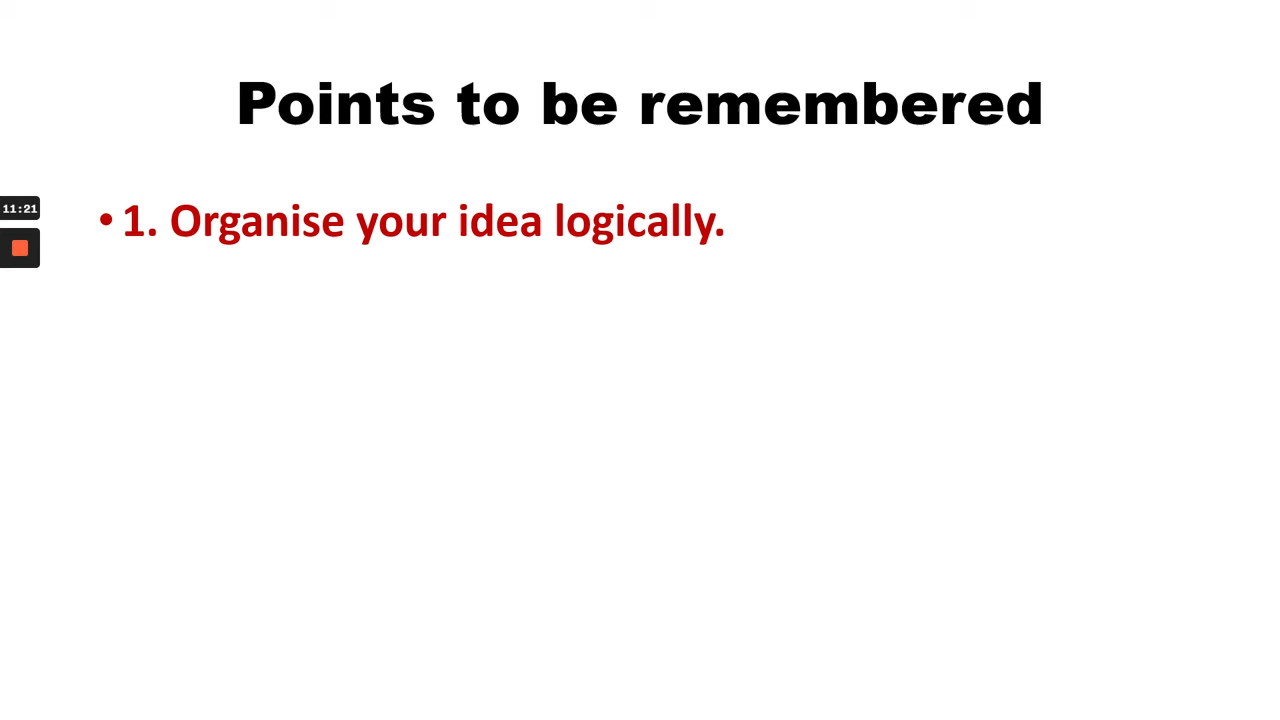 Points to be remembered
11:21
• 1. Organise your idea logically.